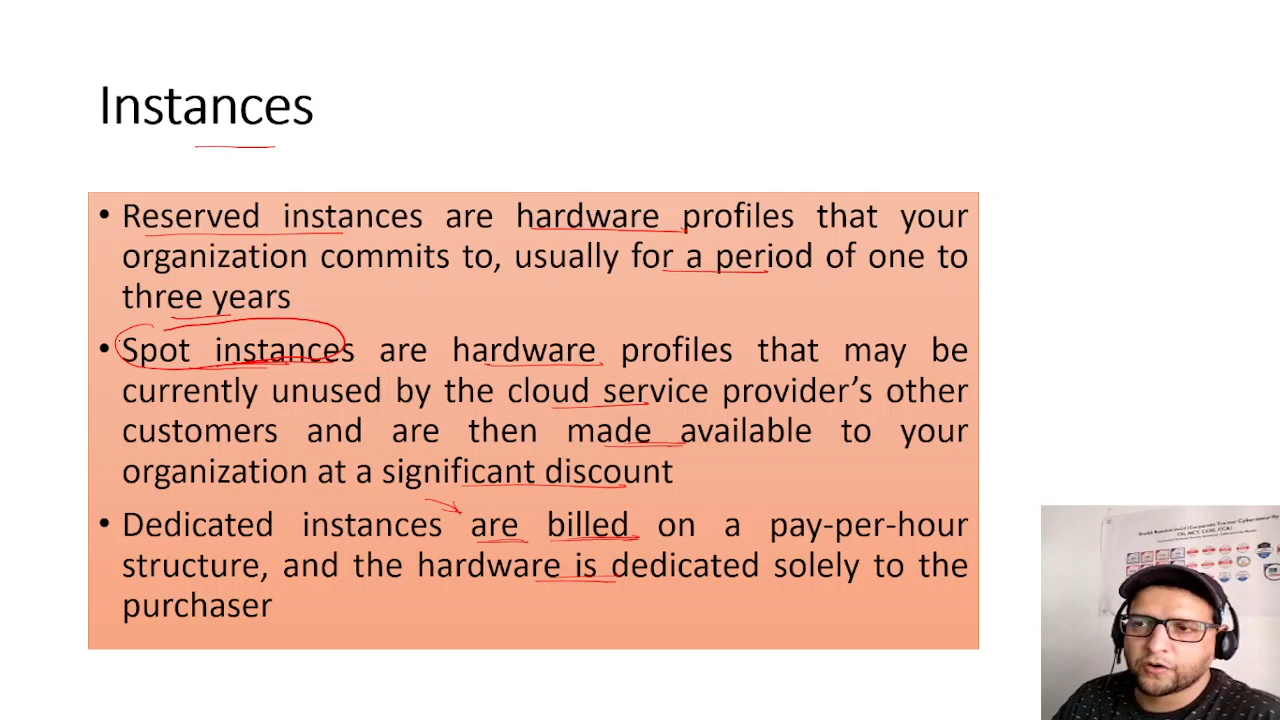 Instances
• Reserved instances are hardware profiles that your
organization commits to, usually for a period of one to
three years
• Spot instances are hardware profiles that may be
currently unused by the cloud service provider's other
customers and are then made available to your
organization at a significant discount
• Dedicated instances are billed on a pay-per-hour
structure, and the hardware is dedicated solely to the
purchaser